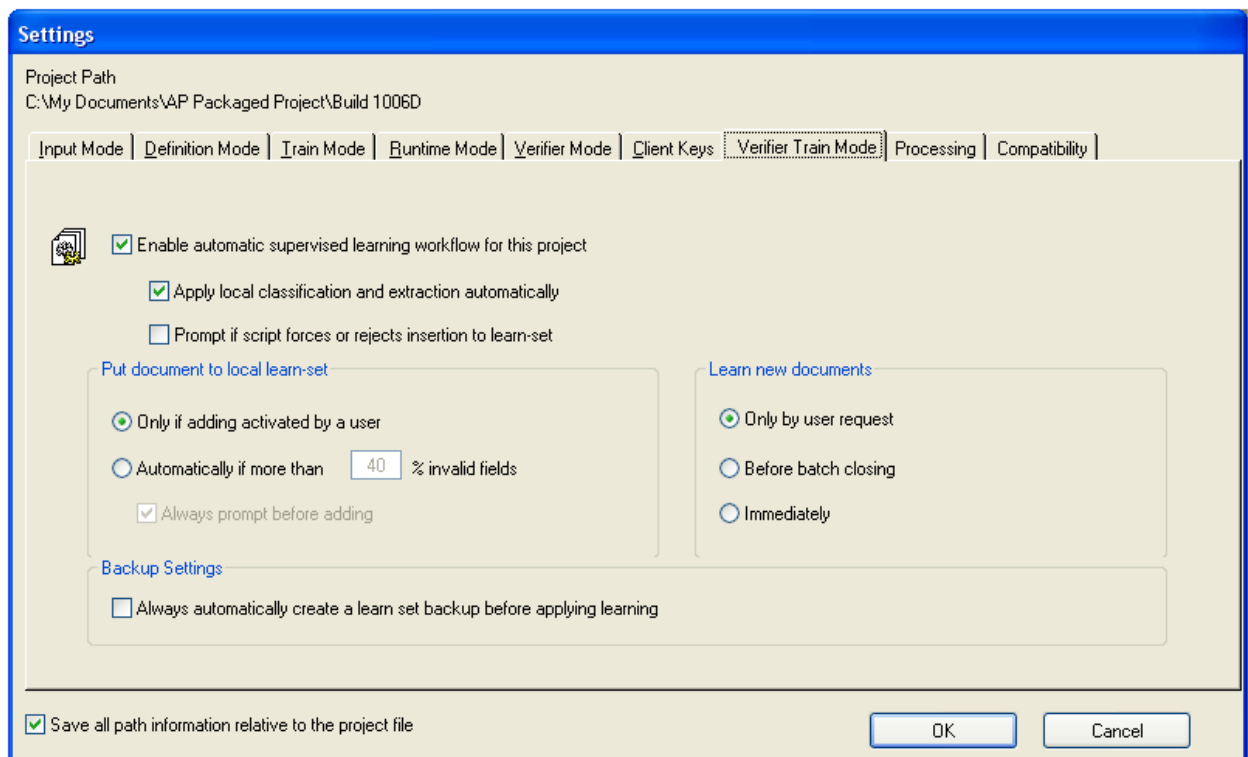 Settings
Project Path
C:\My Documents\AP Packaged Project\Build 1006D
Input Mode Definition Mode Train Mode Runtime Mode Verifier Mode Client Keys Verifier Train Mode Processing Compatibility
Enable automatic supervised learning workflow for this project
Apply local classification and extraction automatically
Prompt if script forces or rejects insertion to learn-set
Put document to local learn-set
Only if adding activated by a user
Automatically if more than 40 % invalid fields
Always prompt before adding
Learn new documents
Only by user request
Before batch closing
Immediately
Backup Settings
Always automatically create a learn set backup before applying learning
Save all path information relative to the project file
OK Cancel